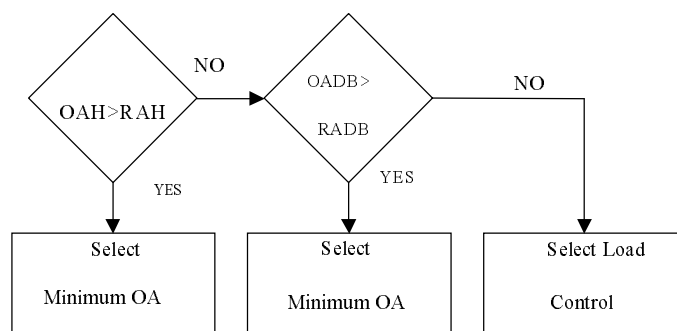 OAH>RAH
NO
OADB>
RADB
NO
YES
YES
Select
Minimum OA
Select
Minimum OA
Select Load
Control